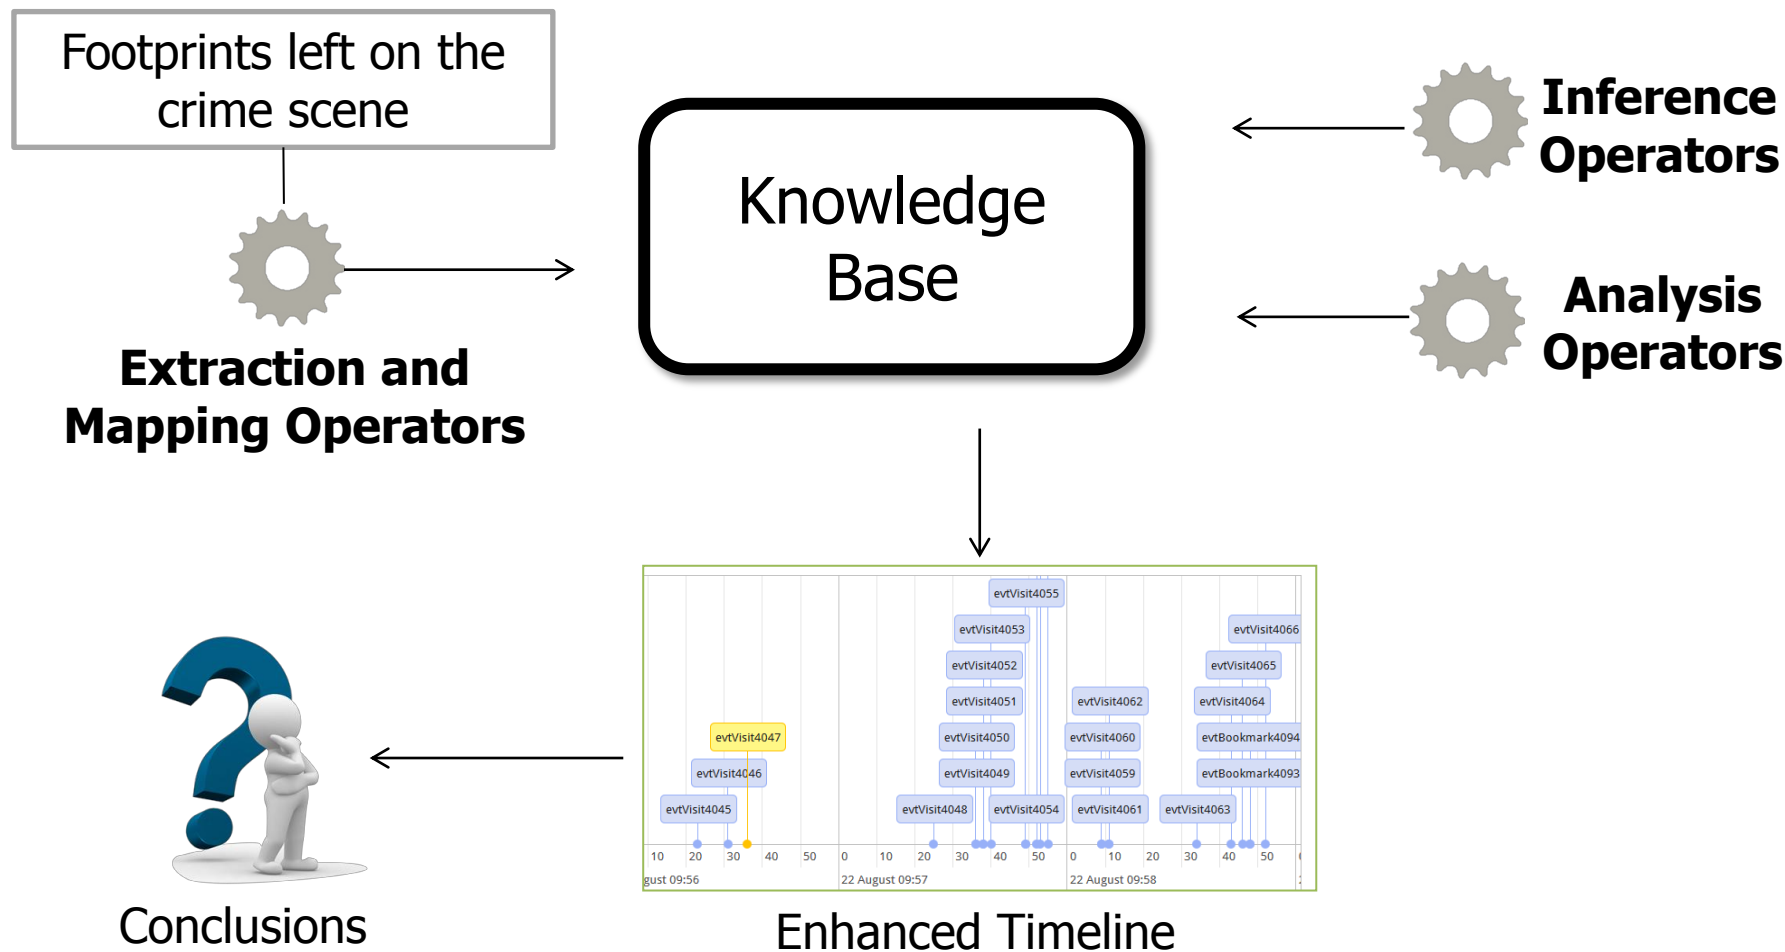 Footprints left on the
crime scene
Extraction and
Mapping Operators
Knowledge
Base
Inference
Operators
Analysis
Operators
evtVisit4055
evtVisit4053
evtVisit4066
evtVisit4052
evtVisit4065
evtVisit4051
evtVisit4062
evtVisit4064
evtVisit4047
evtVisit4050
evtVisit4060
evtBookmark4094
evtVisit4046
evtVisit4049
evtVisit4059
evtBookmark4093
evtVisit4045
evtVisit4048
evtVisit4054
evtVisit4061
evtVisit4063
10 20 30 40 50 0 10 20 30 40 50 0 10 20 30 40 50
gust 09:56 22 August 09:57 22 August 09:58
Conclusions
Enhanced Timeline